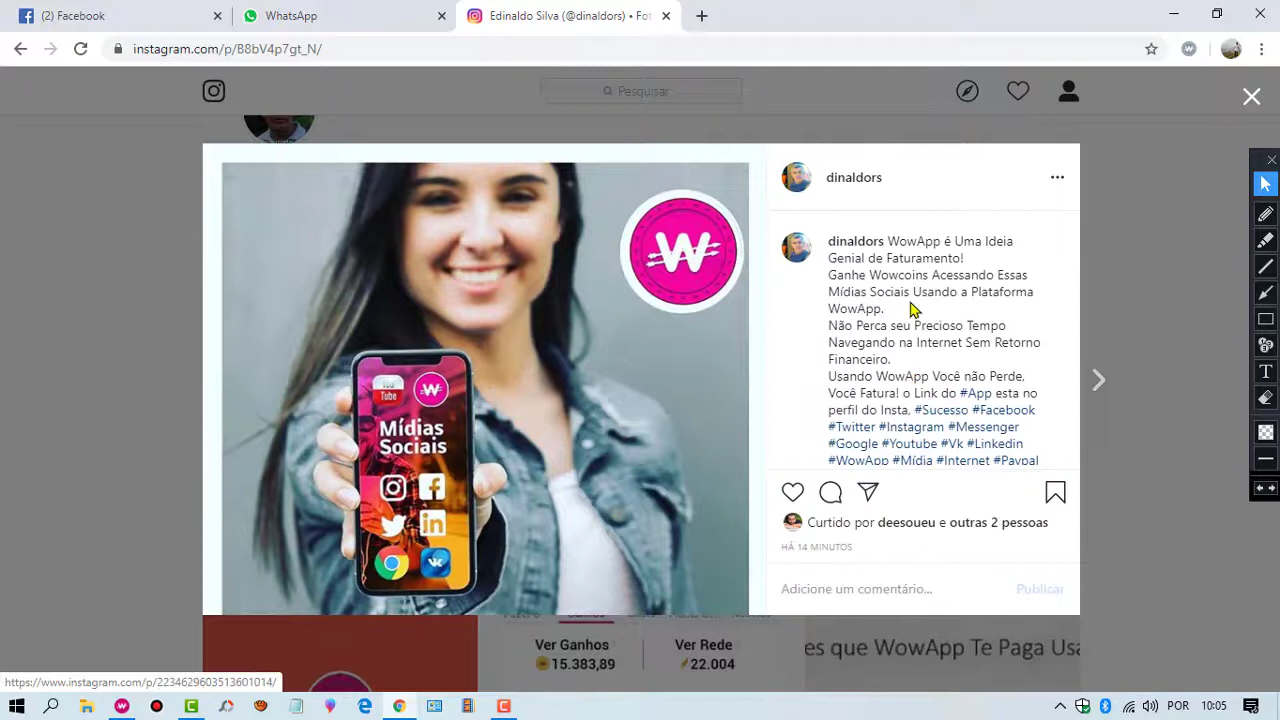 (2) Facebook
WhatsApp
Edinaldo Silva (@dinaldors) • Fot
instagram.com/p/B8bV4p7gt_N/
Pesquisar
dinaldors
dinaldors WowApp é Uma Ideia
Genial de Faturamento!
Ganhe Wowcoins Acessando Essas
Mídias Sociais Usando a Plataforma
WowApp.
Não Perca seu Precioso Tempo
Navegando na Internet Sem Retorno
Financeiro.
Usando WowApp Você não Perde,
Você Fatura! o Link do #App esta no
perfil do Insta, #Sucesso #Facebook
#Twitter #Instagram #Messenger
#Google #Youtube #Vk #Linkedin
#WowApp #Mídia #Internet #Paypal
W
You
Tube
W
Mídias
Sociais
in
Curtido por deesoueu e outras 2 pessoas
HÁ 14 MINUTOS
Adicione um comentário... Publicar
Ver Ganhos
15.383,89
Ver Rede
22.004
es que WowApp Te Paga Usa
https://www.instagram.com/p/2234629603513601014/
POR
10:05